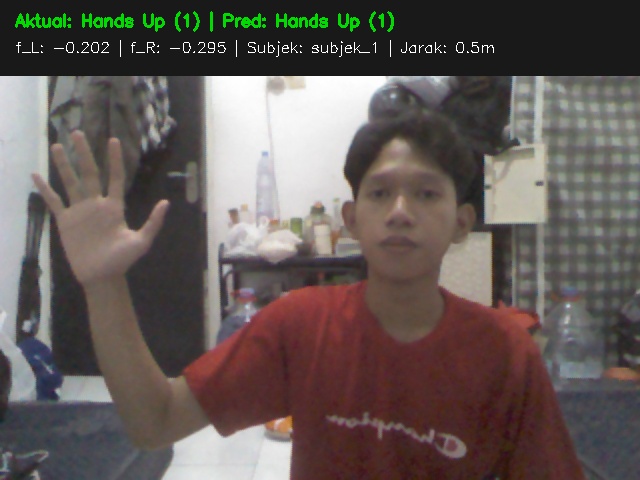 Aktual: Hands Up (1) | Pred: Hands Up (1)
f_L: -0.202 | f_R: -0.295 | Subjek: subjek_1 | Jarak: 0.5m
Champion